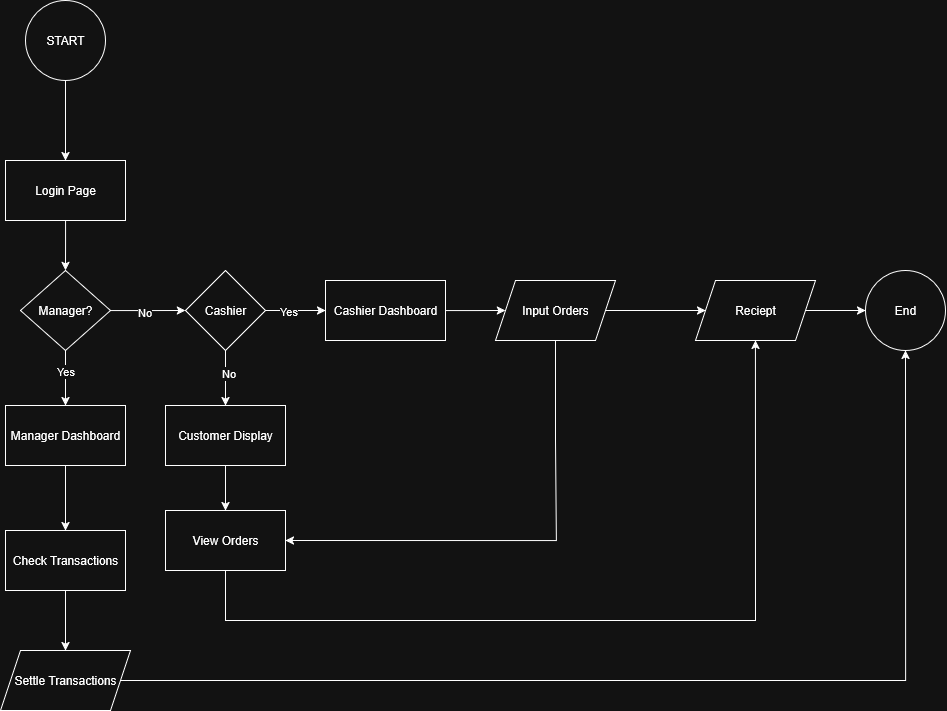 START
Login Page
Manager?
No
Cashier
Yes
Cashier Dashboard
Input Orders
Reciept
End
Yes
No
Manager Dashboard
Customer Display
View Orders
Check Transactions
Settle Transactions